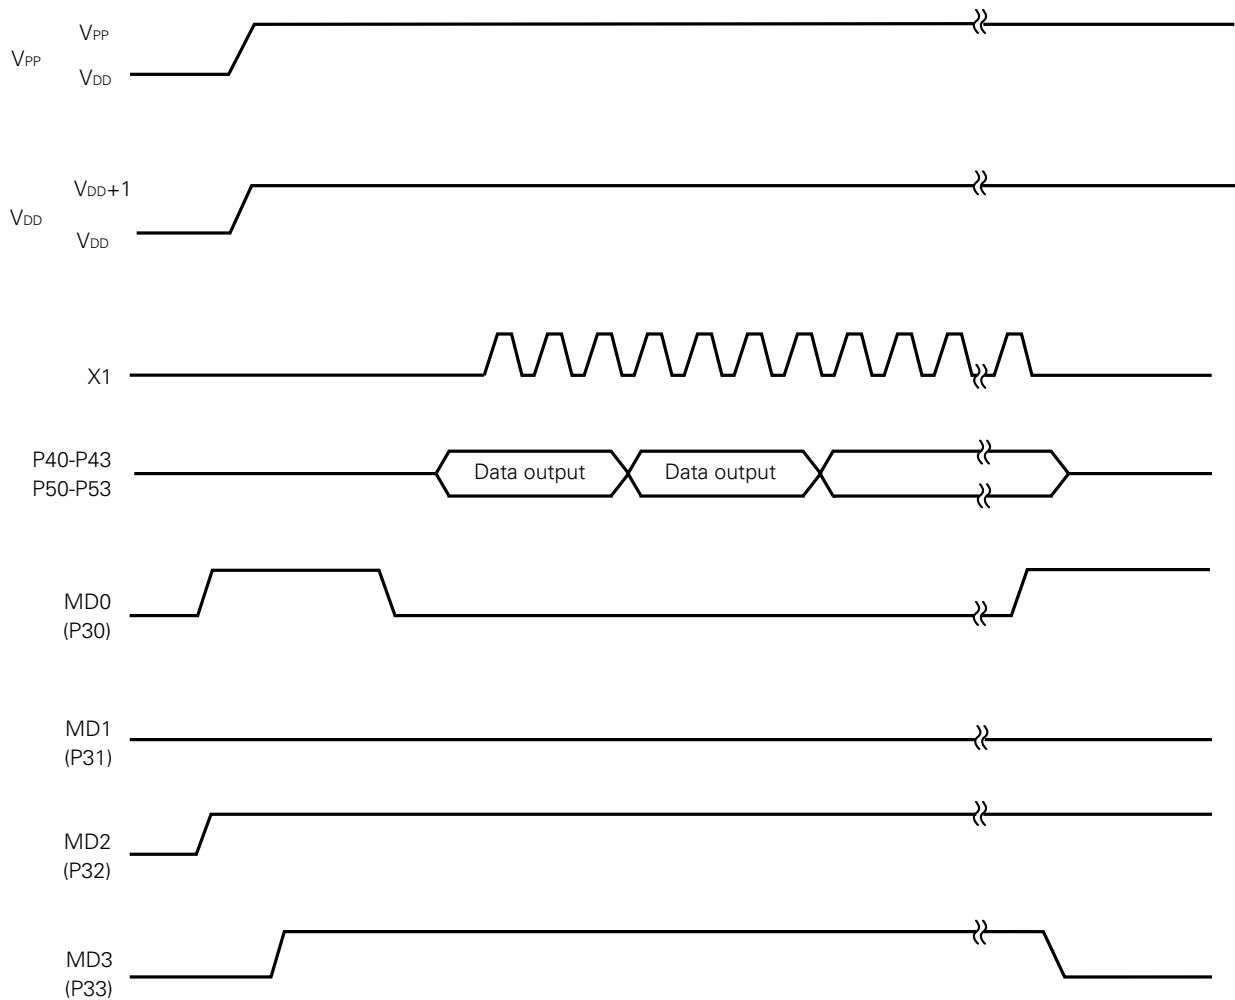 VPP
VPP
VDD
VDD+1
VDD
VDD
X1
P40-P43
P50-P53
Data output
Data output
MD0
(P30)
MD1
(P31)
MD2
(P32)
MD3
(P33)